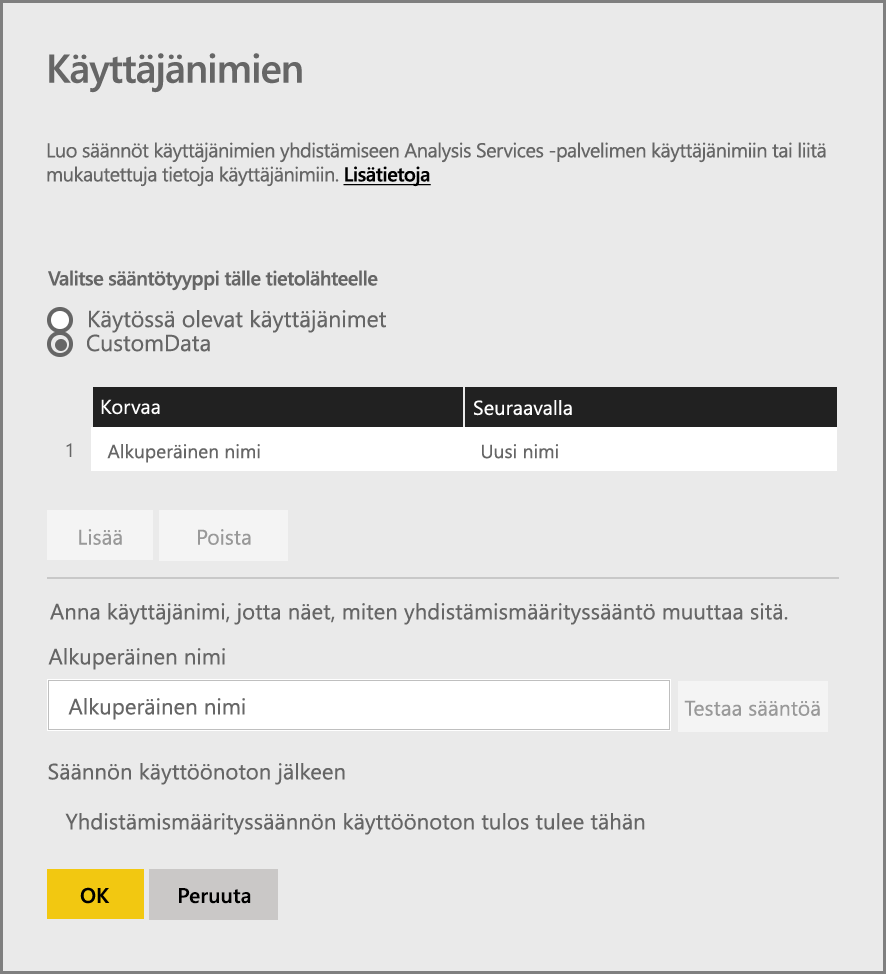 Käyttäjänimien
Luo säännöt käyttäjänimien yhdistämiseen Analysis Services -palvelimen käyttäjänimiin tai liitä
mukautettuja tietoja käyttäjänimiin. Lisätietoja
Valitse sääntötyyppi tälle tietolähteelle
Käytössä olevat käyttäjänimet
CustomData
Korvaa Seuraavalla
1 Alkuperäinen nimi Uusi nimi
Lisää Poista
Anna käyttäjänimi, jotta näet, miten yhdistämismäärityssääntö muuttaa sitä.
Alkuperäinen nimi
Alkuperäinen nimi Testaa sääntöä
Säännön käyttöönoton jälkeen
Yhdistämismäärityssäännön käyttöönoton tulos tulee tähän
OK Peruuta